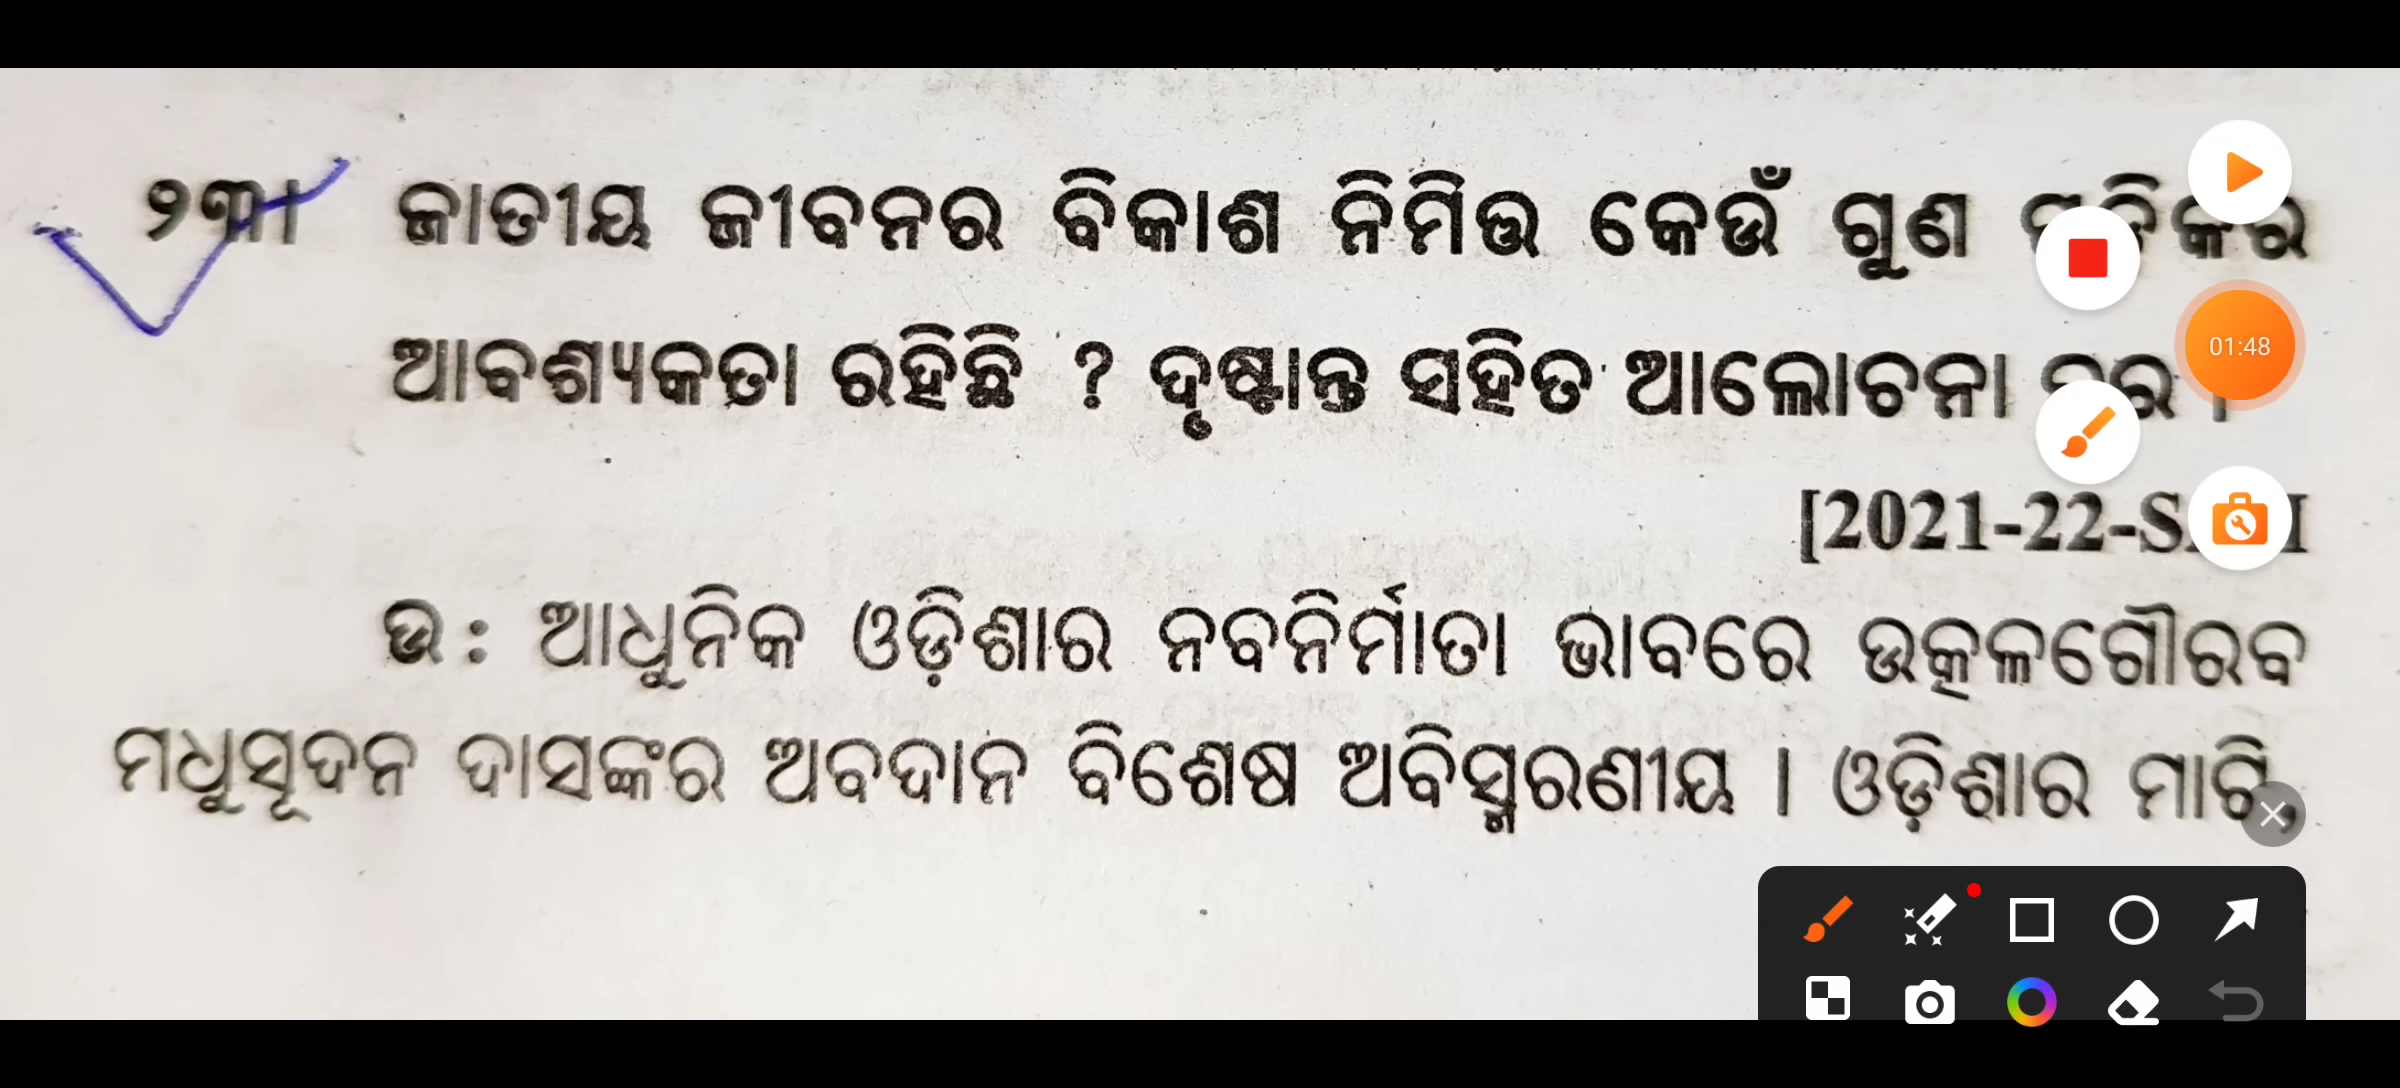 ୨୩। ଜାତୀୟ ଜୀବନର ବିକାଶ ନିମିତ୍ତ କେଉଁ ଗୁଣ
ଆବଶ୍ୟକତା ରହିଛି ? ଦୃଷ୍ଟାନ୍ତ ସହିତ ଆଲୋଚନା
01:48
[2021-22-
ଉ : ଆଧୁନିକ ଓଡ଼ିଶାର ନବନିର୍ମାତା ଭାବରେ ଉତ୍କଳଗୌରବ
ମଧୁସୂଦନ ଦାସଙ୍କର ଅବଦାନ ବିଶେଷ ଅବିସ୍ମରଣୀୟ । ଓଡ଼ିଶାର ମାଟି,